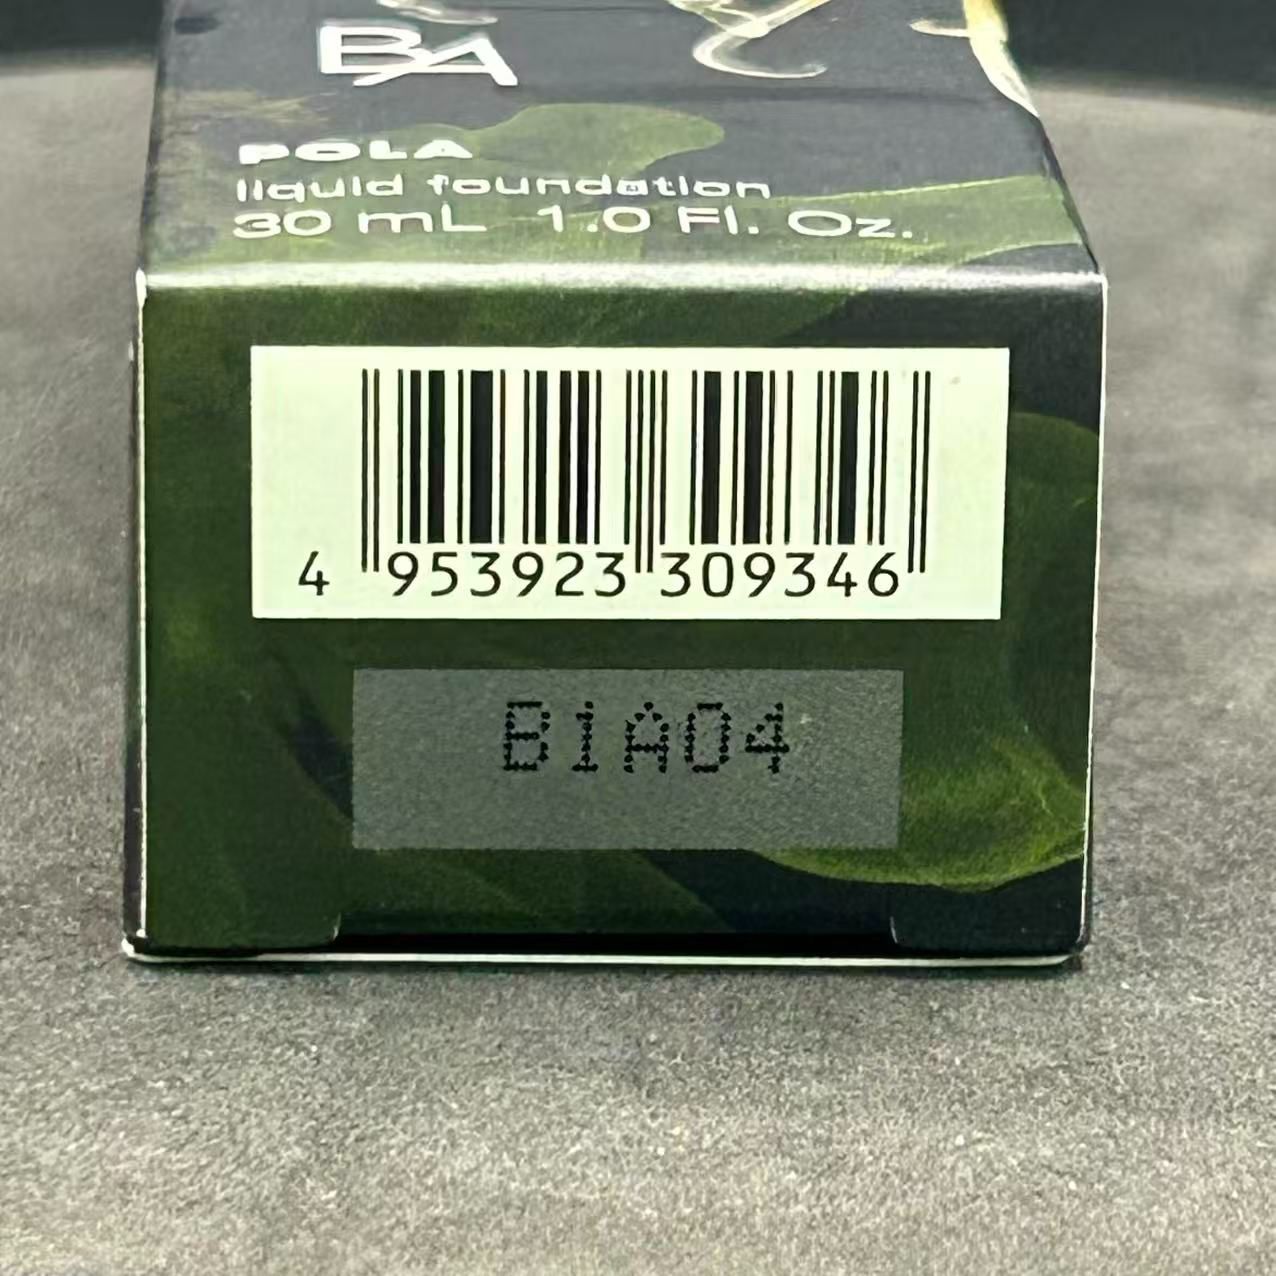 BA
POLA
liquid foundation
30 mL 1.0 Fl. Oz.
4 953923 309346
B1A04